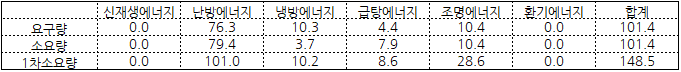 신재생에너지 난방에너지 냉방에너지 급탕에너지 조명에너지 환기에너지 합계
요구량 0.0 76.3 10.3 4.4 10.4 0.0 101.4
소요량 0.0 79.4 3.7 7.9 10.4 0.0 101.4
1차소요량 0.0 101.0 10.2 8.6 28.6 0.0 148.5